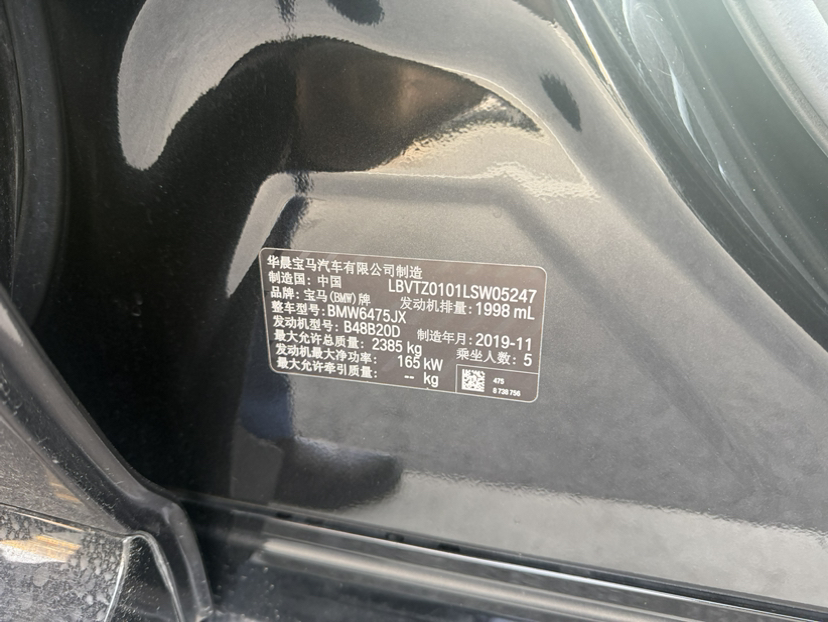 华晨宝马汽车有限公司制造
制造国：中国 LBVTZ0101LSW05247
品牌：宝马(BMW)牌 发动机排量：1998 mL
整车型号：BMW6475JX
发动机型号：B48B20D 制造年月：2019-11
最大允许总质量：2385 kg 乘坐人数：5
发动机最大净功率：165 kW
最大允许牵引质量：-- kg
475
8 738 756